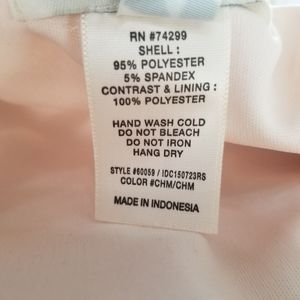 RN #74299
SHELL :
95% POLYESTER
5% SPANDEX
CONTRAST & LINING :
100% POLYESTER
HAND WASH COLD
DO NOT BLEACH
DO NOT IRON
HANG DRY
STYLE #60059 / IDC150723RS
COLOR #CHM/CHM
MADE IN INDONESIA